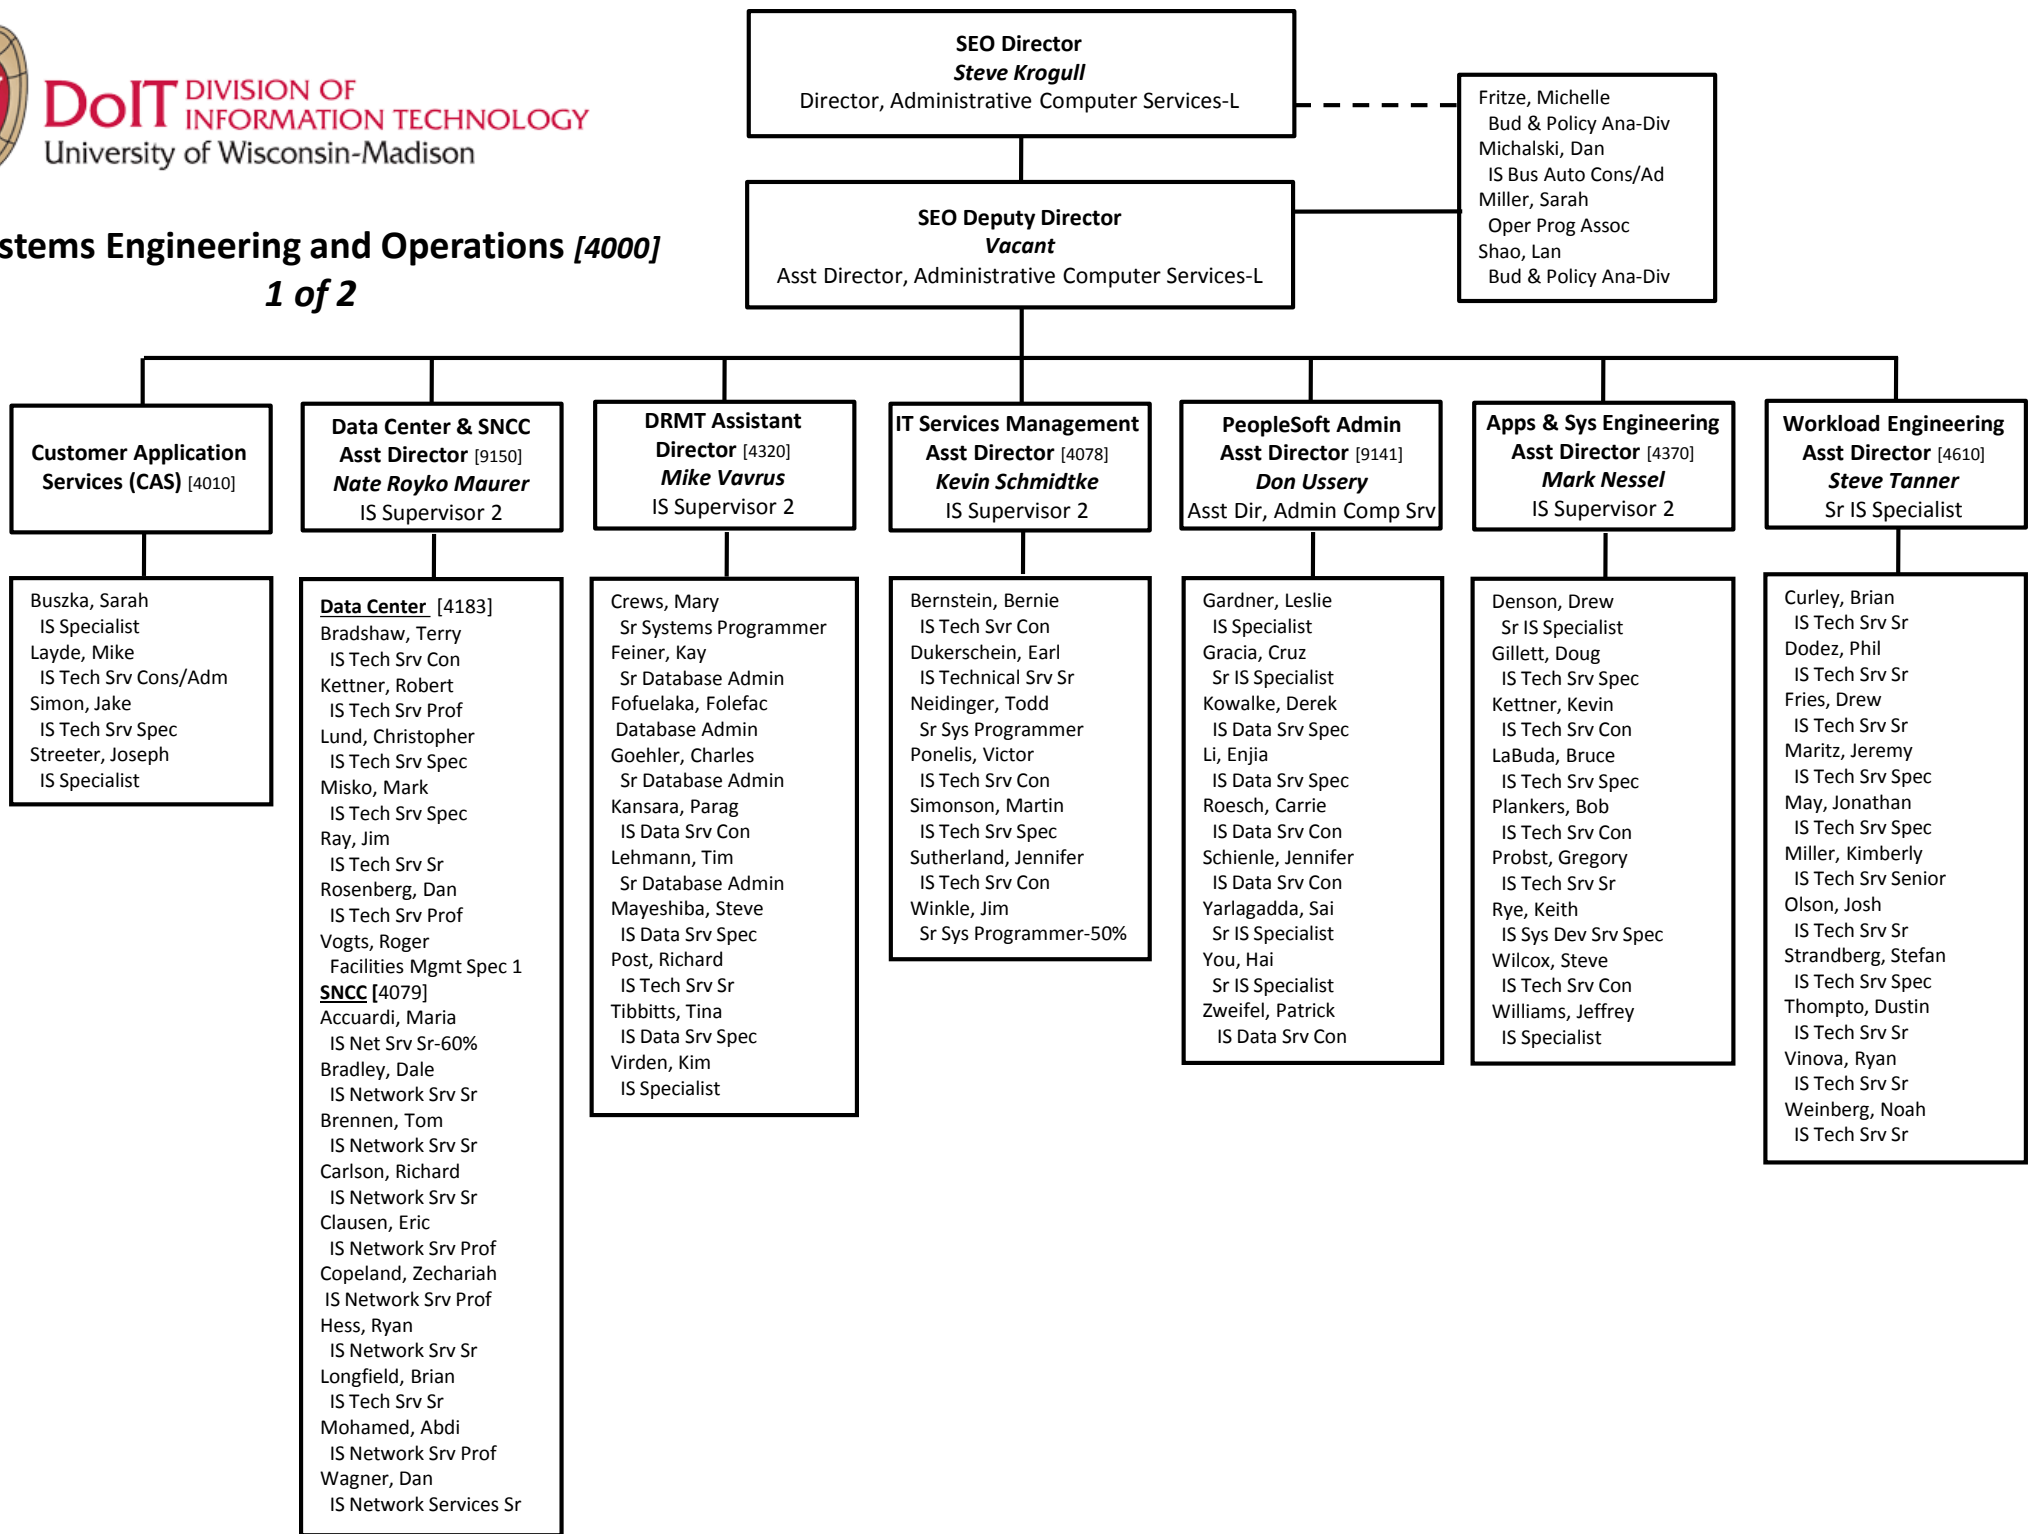 DoIT DIVISION OF
INFORMATION TECHNOLOGY
University of Wisconsin-Madison
stems Engineering and Operations [4000]
1 of 2
SEO Director
Steve Krogull
Director, Administrative Computer Services-L
SEO Deputy Director
Vacant
Asst Director, Administrative Computer Services-L
Fritze, Michelle
Bud & Policy Ana-Div
Michalski, Dan
IS Bus Auto Cons/Ad
Miller, Sarah
Oper Prog Assoc
Shao, Lan
Bud & Policy Ana-Div
Customer Application
Services (CAS) [4010]
Buszka, Sarah
IS Specialist
Layde, Mike
IS Tech Srv Cons/Adm
Simon, Jake
IS Tech Srv Spec
Streeter, Joseph
IS Specialist
Data Center & SNCC
Asst Director [9150]
Nate Royko Maurer
IS Supervisor 2
Data Center [4183]
Bradshaw, Terry
IS Tech Srv Con
Kettner, Robert
IS Tech Srv Prof
Lund, Christopher
IS Tech Srv Spec
Misko, Mark
IS Tech Srv Spec
Ray, Jim
IS Tech Srv Sr
Rosenberg, Dan
IS Tech Srv Prof
Vogts, Roger
Facilities Mgmt Spec 1
SNCC [4079]
Accuardi, Maria
IS Net Srv Sr-60%
Bradley, Dale
IS Network Srv Sr
Brennen, Tom
IS Network Srv Sr
Carlson, Richard
IS Network Srv Sr
Clausen, Eric
IS Network Srv Prof
Copeland, Zechariah
IS Network Srv Prof
Hess, Ryan
IS Network Srv Sr
Longfield, Brian
IS Tech Srv Sr
Mohamed, Abdi
IS Network Srv Prof
Wagner, Dan
IS Network Services Sr
DRMT Assistant
Director [4320]
Mike Vavrus
IS Supervisor 2
Crews, Mary
Sr Systems Programmer
Feiner, Kay
Sr Database Admin
Fofuelaka, Folefac
Database Admin
Goehler, Charles
Sr Database Admin
Kansara, Parag
IS Data Srv Con
Lehmann, Tim
Sr Database Admin
Mayeshiba, Steve
IS Data Srv Spec
Post, Richard
IS Tech Srv Sr
Tibbitts, Tina
IS Data Srv Spec
Virden, Kim
IS Specialist
IT Services Management
Asst Director [4078]
Kevin Schmidtke
IS Supervisor 2
Bernstein, Bernie
IS Tech Svr Con
Dukerschein, Earl
IS Technical Srv Sr
Neidinger, Todd
Sr Sys Programmer
Ponelis, Victor
IS Tech Srv Con
Simonson, Martin
IS Tech Srv Spec
Sutherland, Jennifer
IS Tech Srv Con
Winkle, Jim
Sr Sys Programmer-50%
PeopleSoft Admin
Asst Director [9141]
Don Ussery
Asst Dir, Admin Comp Srv
Gardner, Leslie
IS Specialist
Gracia, Cruz
Sr IS Specialist
Kowalke, Derek
IS Data Srv Spec
Li, Enjia
IS Data Srv Spec
Roesch, Carrie
IS Data Srv Con
Schienle, Jennifer
IS Data Srv Con
Yarlagadda, Sai
Sr IS Specialist
You, Hai
Sr IS Specialist
Zweifel, Patrick
IS Data Srv Con
Apps & Sys Engineering
Asst Director [4370]
Mark Nessel
IS Supervisor 2
Denson, Drew
Sr IS Specialist
Gillett, Doug
IS Tech Srv Spec
Kettner, Kevin
IS Tech Srv Con
LaBuda, Bruce
IS Tech Srv Spec
Plankers, Bob
IS Tech Srv Con
Probst, Gregory
IS Tech Srv Sr
Rye, Keith
IS Sys Dev Srv Spec
Wilcox, Steve
IS Tech Srv Con
Williams, Jeffrey
IS Specialist
Workload Engineering
Asst Director [4610]
Steve Tanner
Sr IS Specialist
Curley, Brian
IS Tech Srv Sr
Dodez, Phil
IS Tech Srv Sr
Fries, Drew
IS Tech Srv Sr
Maritz, Jeremy
IS Tech Srv Spec
May, Jonathan
IS Tech Srv Spec
Miller, Kimberly
IS Tech Srv Senior
Olson, Josh
IS Tech Srv Sr
Strandberg, Stefan
IS Tech Srv Spec
Thompto, Dustin
IS Tech Srv Sr
Vinova, Ryan
IS Tech Srv Sr
Weinberg, Noah
IS Tech Srv Sr